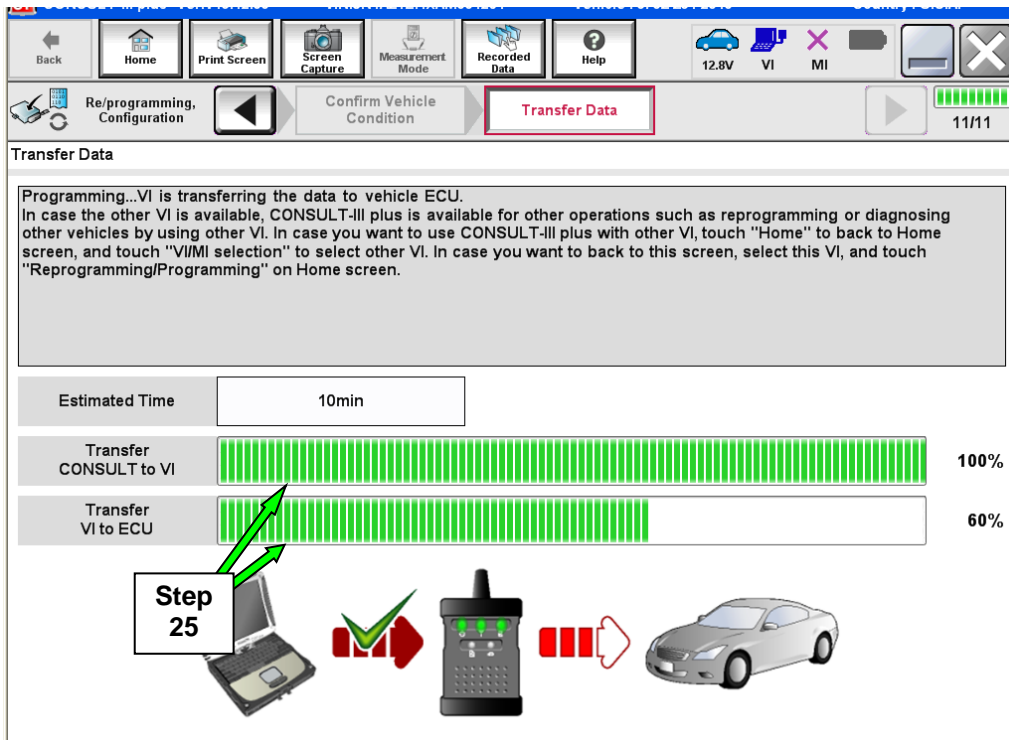 Back
Home
Print Screen
Screen
Capture
Measurement
Mode
Recorded
Data
Help
12.8V
VI
MI
Re/programming,
Configuration
Confirm Vehicle
Condition
Transfer Data
11/11
Transfer Data
Programming...VI is transferring the data to vehicle ECU.
In case the other VI is available, CONSULT-III plus is available for other operations such as reprogramming or diagnosing
other vehicles by using other VI. In case you want to use CONSULT-III plus with other VI, touch "Home" to back to Home
screen, and touch "VI/MI selection" to select other VI. In case you want to back to this screen, select this VI, and touch
"Reprogramming/Programming" on Home screen.
Estimated Time
10min
Transfer
CONSULT to VI
100%
Transfer
VI to ECU
60%
Step
25